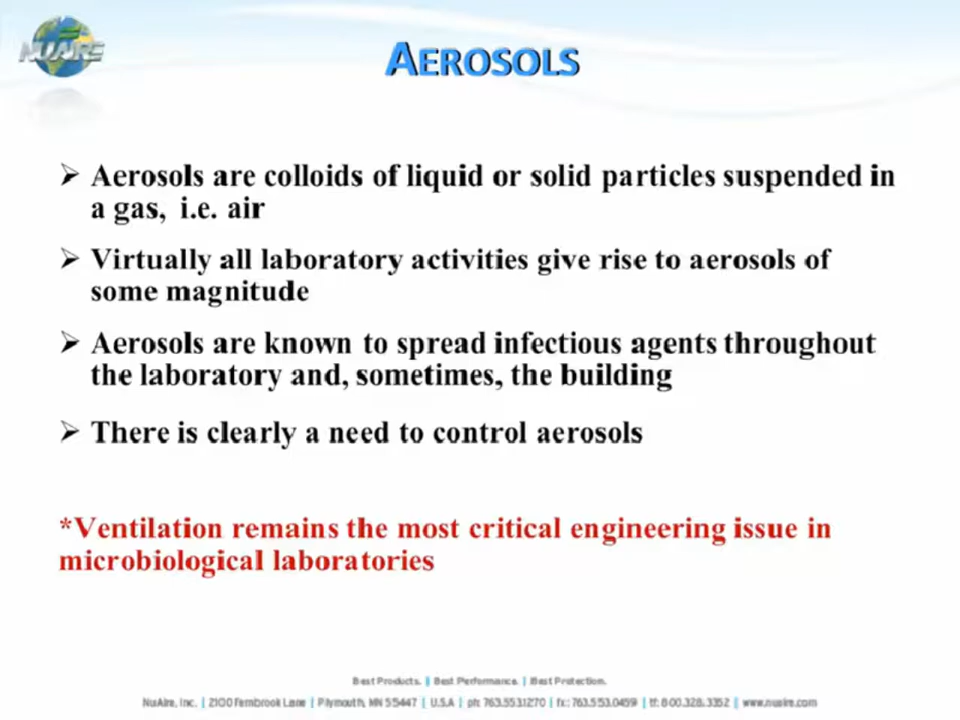 NUAIRE
AEROSOLS
Aerosols are colloids of liquid or solid particles suspended in
a gas, i.e. air
Virtually all laboratory activities give rise to aerosols of
some magnitude
Aerosols are known to spread infectious agents throughout
the laboratory and, sometimes, the building
There is clearly a need to control aerosols
*Ventilation remains the most critical engineering issue in
microbiological laboratories
Best Products. | Best Performance. | Best Protection.
NuAire, Inc. | 2100 Fernbrook Lane | Plymouth, MN 55447 | U.S.A | ph: 763.553.1270 | fx: 763.553.0459 | tf: 800.328.3352 | www.nuaire.com